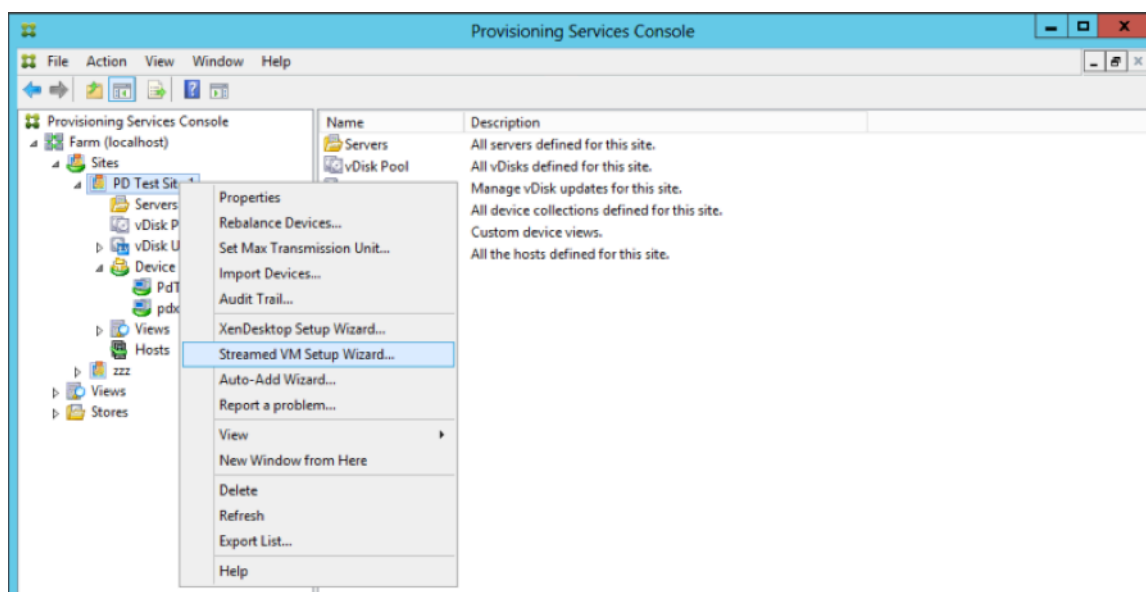 Provisioning Services Console
File Action View Window Help
Provisioning Services Console
Farm (localhost)
Sites
PD Test Sit
Servers
vDisk P
vDisk U
Device
PdT
pdx
Views
Hosts
zzz
Views
Stores
Name Description
Servers All servers defined for this site.
vDisk Pool All vDisks defined for this site.
Manage vDisk updates for this site.
All device collections defined for this site.
Custom device views.
All the hosts defined for this site.
Properties
Rebalance Devices...
Set Max Transmission Unit...
Import Devices...
Audit Trail...
XenDesktop Setup Wizard...
Streamed VM Setup Wizard...
Auto-Add Wizard...
Report a problem...
View
New Window from Here
Delete
Refresh
Export List...
Help